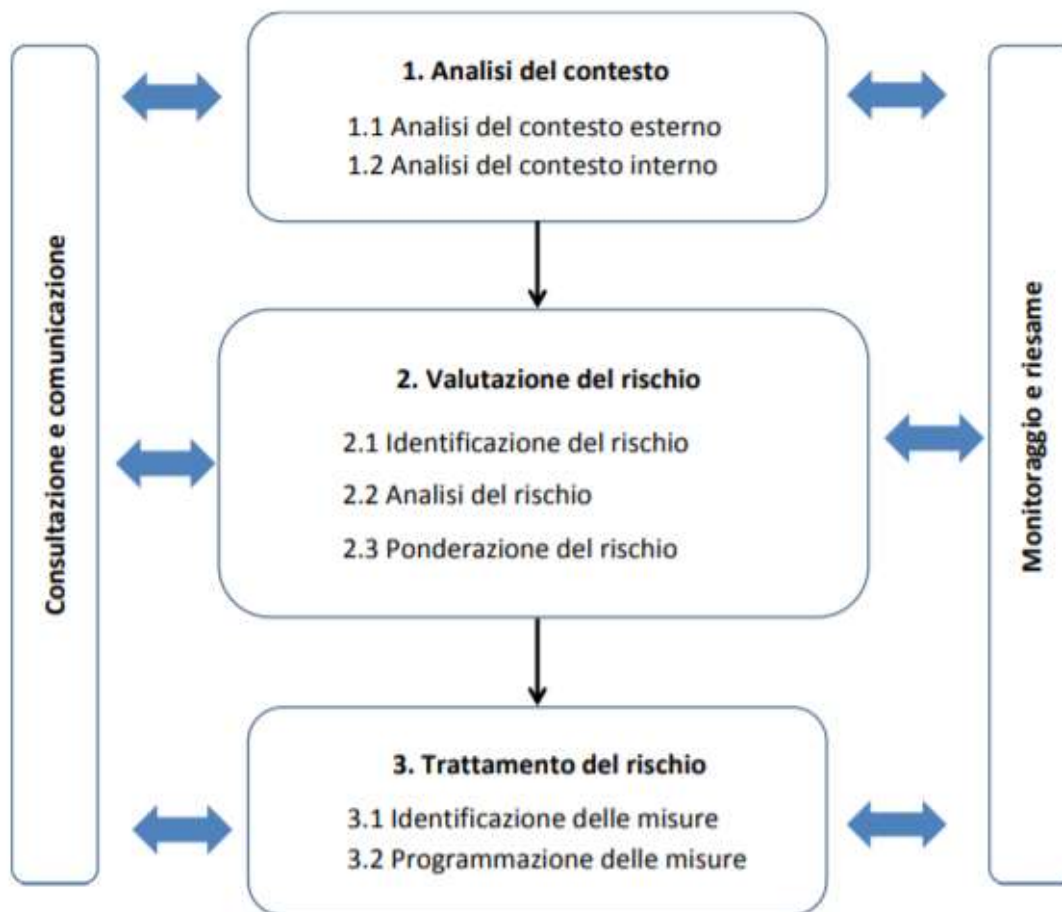 Consultazione e comunicazione
1. Analisi del contesto
1.1 Analisi del contesto esterno
1.2 Analisi del contesto interno
2. Valutazione del rischio
2.1 Identificazione del rischio
2.2 Analisi del rischio
2.3 Ponderazione del rischio
3. Trattamento del rischio
3.1 Identificazione delle misure
3.2 Programmazione delle misure
Monitoraggio e riesame